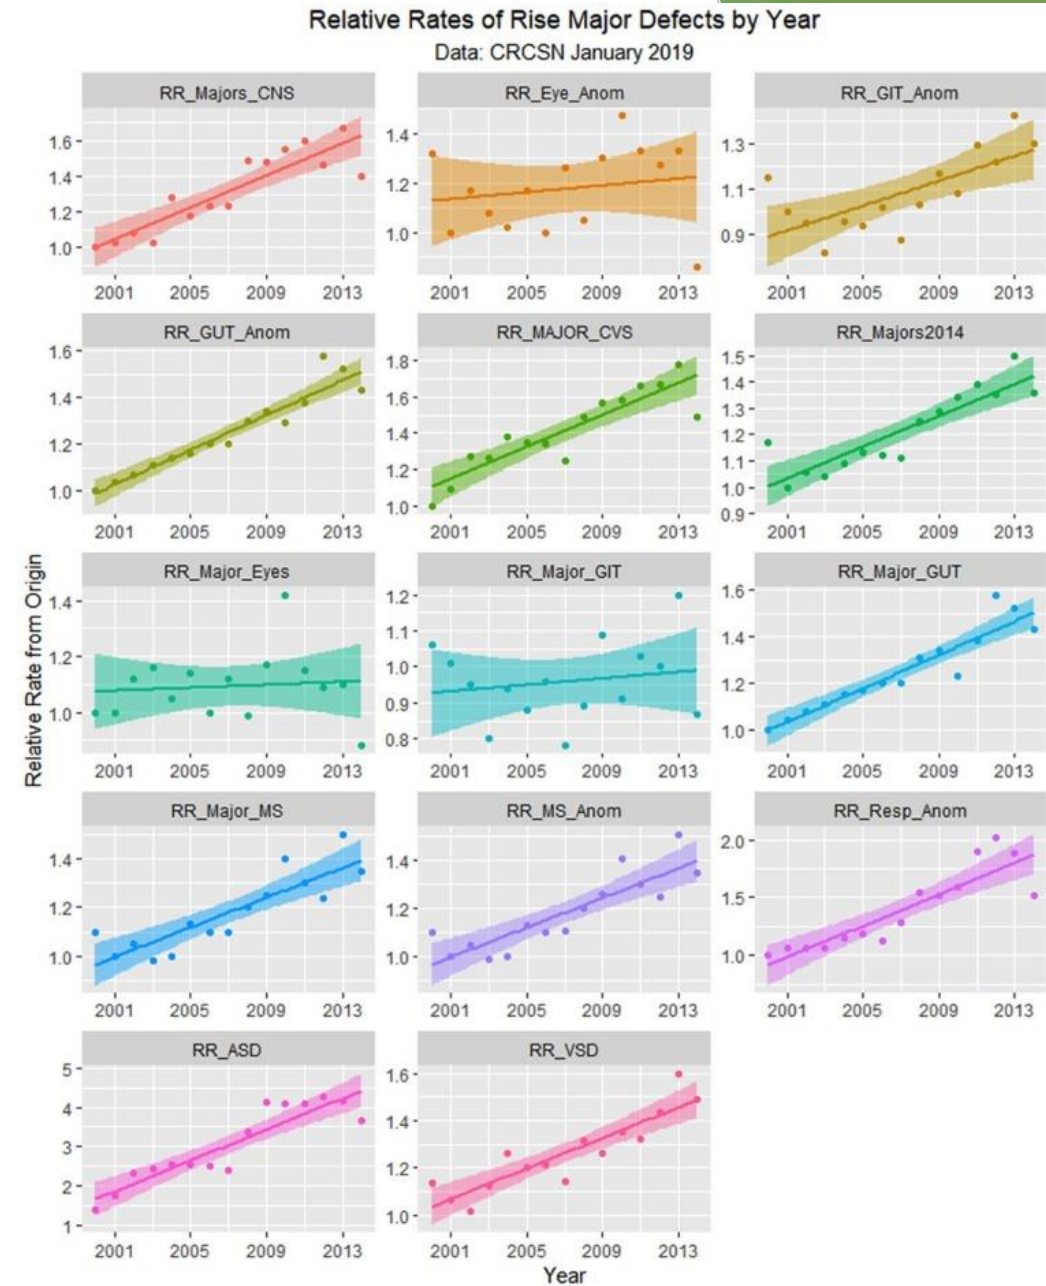 Relative Rates of Rise Major Defects by Year
Data: CRCSN January 2019
RR_Majors_CNS
RR_Eye_Anom
RR_GIT_Anom
1.6
1.4
1.2
1.0
2001 2005 2009 2013
1.4
1.2
1.0
2001 2005 2009 2013
1.3
1.1
0.9
2001 2005 2009 2013
RR_GUT_Anom
RR_MAJOR_CVS
RR_Majors2014
1.6
1.4
1.2
1.0
2001 2005 2009 2013
1.8
1.6
1.4
1.2
1.0
2001 2005 2009 2013
1.5
1.4
1.3
1.2
1.1
1.0
0.9
2001 2005 2009 2013
Relative Rate from Origin
RR_Major_Eyes
RR_Major_GIT
RR_Major_GUT
1.4
1.2
1.0
2001 2005 2009 2013
1.2
1.1
1.0
0.9
0.8
2001 2005 2009 2013
1.6
1.4
1.2
1.0
2001 2005 2009 2013
RR_Major_MS
RR_MS_Anom
RR_Resp_Anom
1.4
1.2
1.0
2001 2005 2009 2013
1.4
1.2
1.0
2001 2005 2009 2013
2.0
1.5
1.0
2001 2005 2009 2013
RR_ASD
RR_VSD
5
4
3
2
1
2001 2005 2009 2013
1.6
1.4
1.2
1.0
2001 2005 2009 2013
Year